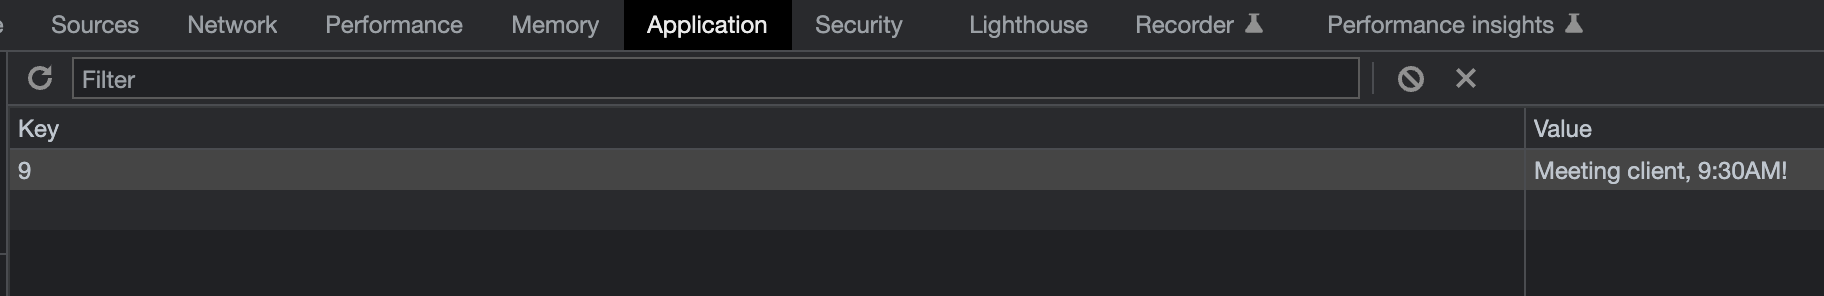 Sources Network Performance Memory Application Security Lighthouse Recorder Performance insights
Filter
Key Value
9 Meeting client, 9:30AM!